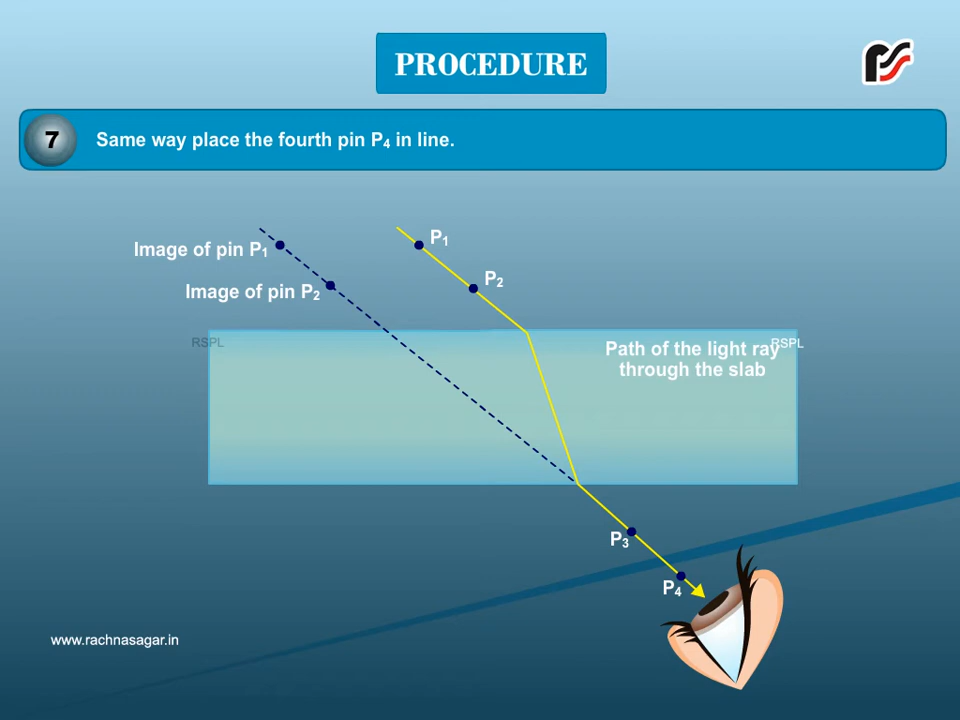 PROCEDURE
7
Same way place the fourth pin P₄ in line.
P₁
Image of pin P₁
P₂
Image of pin P₂
RSPL
RSPL
Path of the light ray
through the slab
P₃
P₄
www.rachnasagar.in